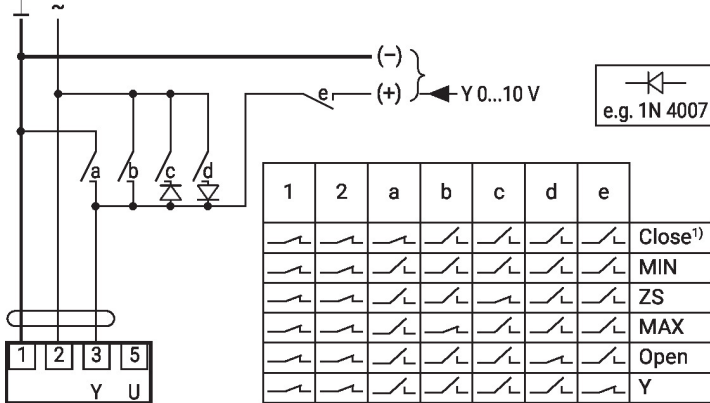 ~
(−)
e (+) Y 0...10 V
e.g. 1N 4007
a b c d
1 2 a b c d e
Close¹⁾
MIN
ZS
MAX
Open
Y
1 2 3 5
Y U